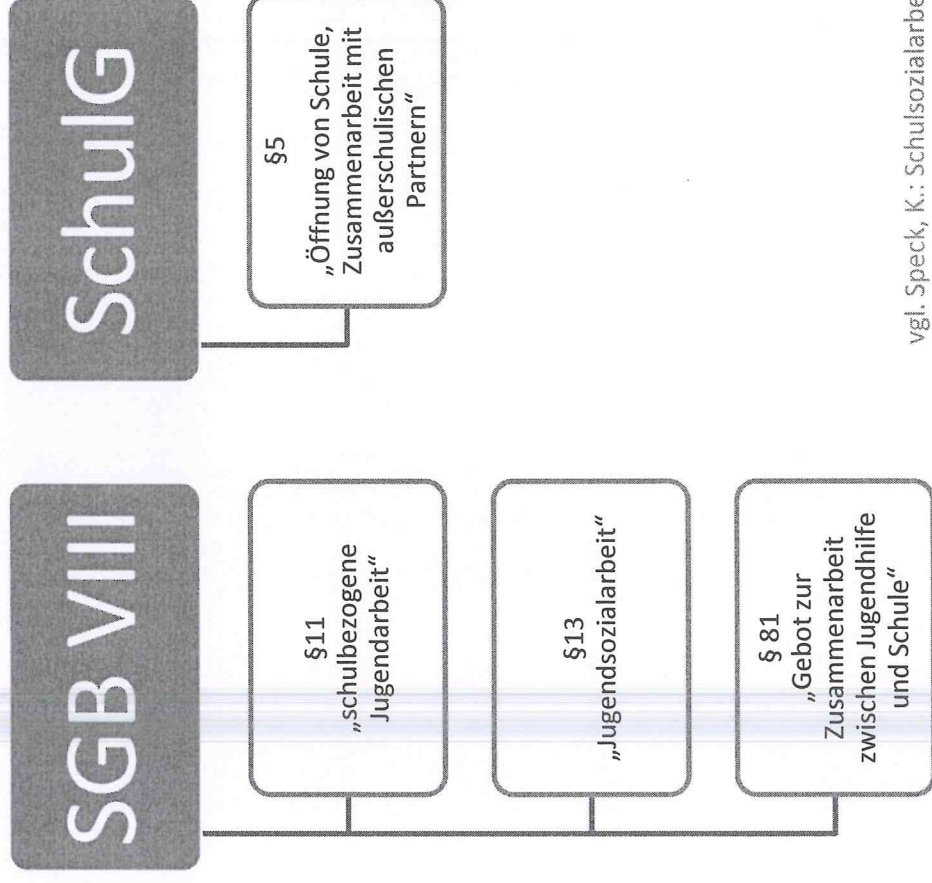 SGB VIII
§11
„schulbezogene
Jugendarbeit“
§13
„Jugendsozialarbeit“
§ 81
„Gebot zur
Zusammenarbeit
zwischen Jugendhilfe
und Schule“
SchulG
§5
„Öffnung von Schule,
Zusammenarbeit mit
außerschulischen
Partnern“
vgl. Speck, K.: Schulsozialarbe